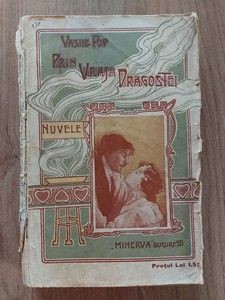 VASILE POP
PRIN VRAJA DRAGOSTEI
NUVELE
„MINERVA" BUCUREŞTI
Preţul Lei 1.50